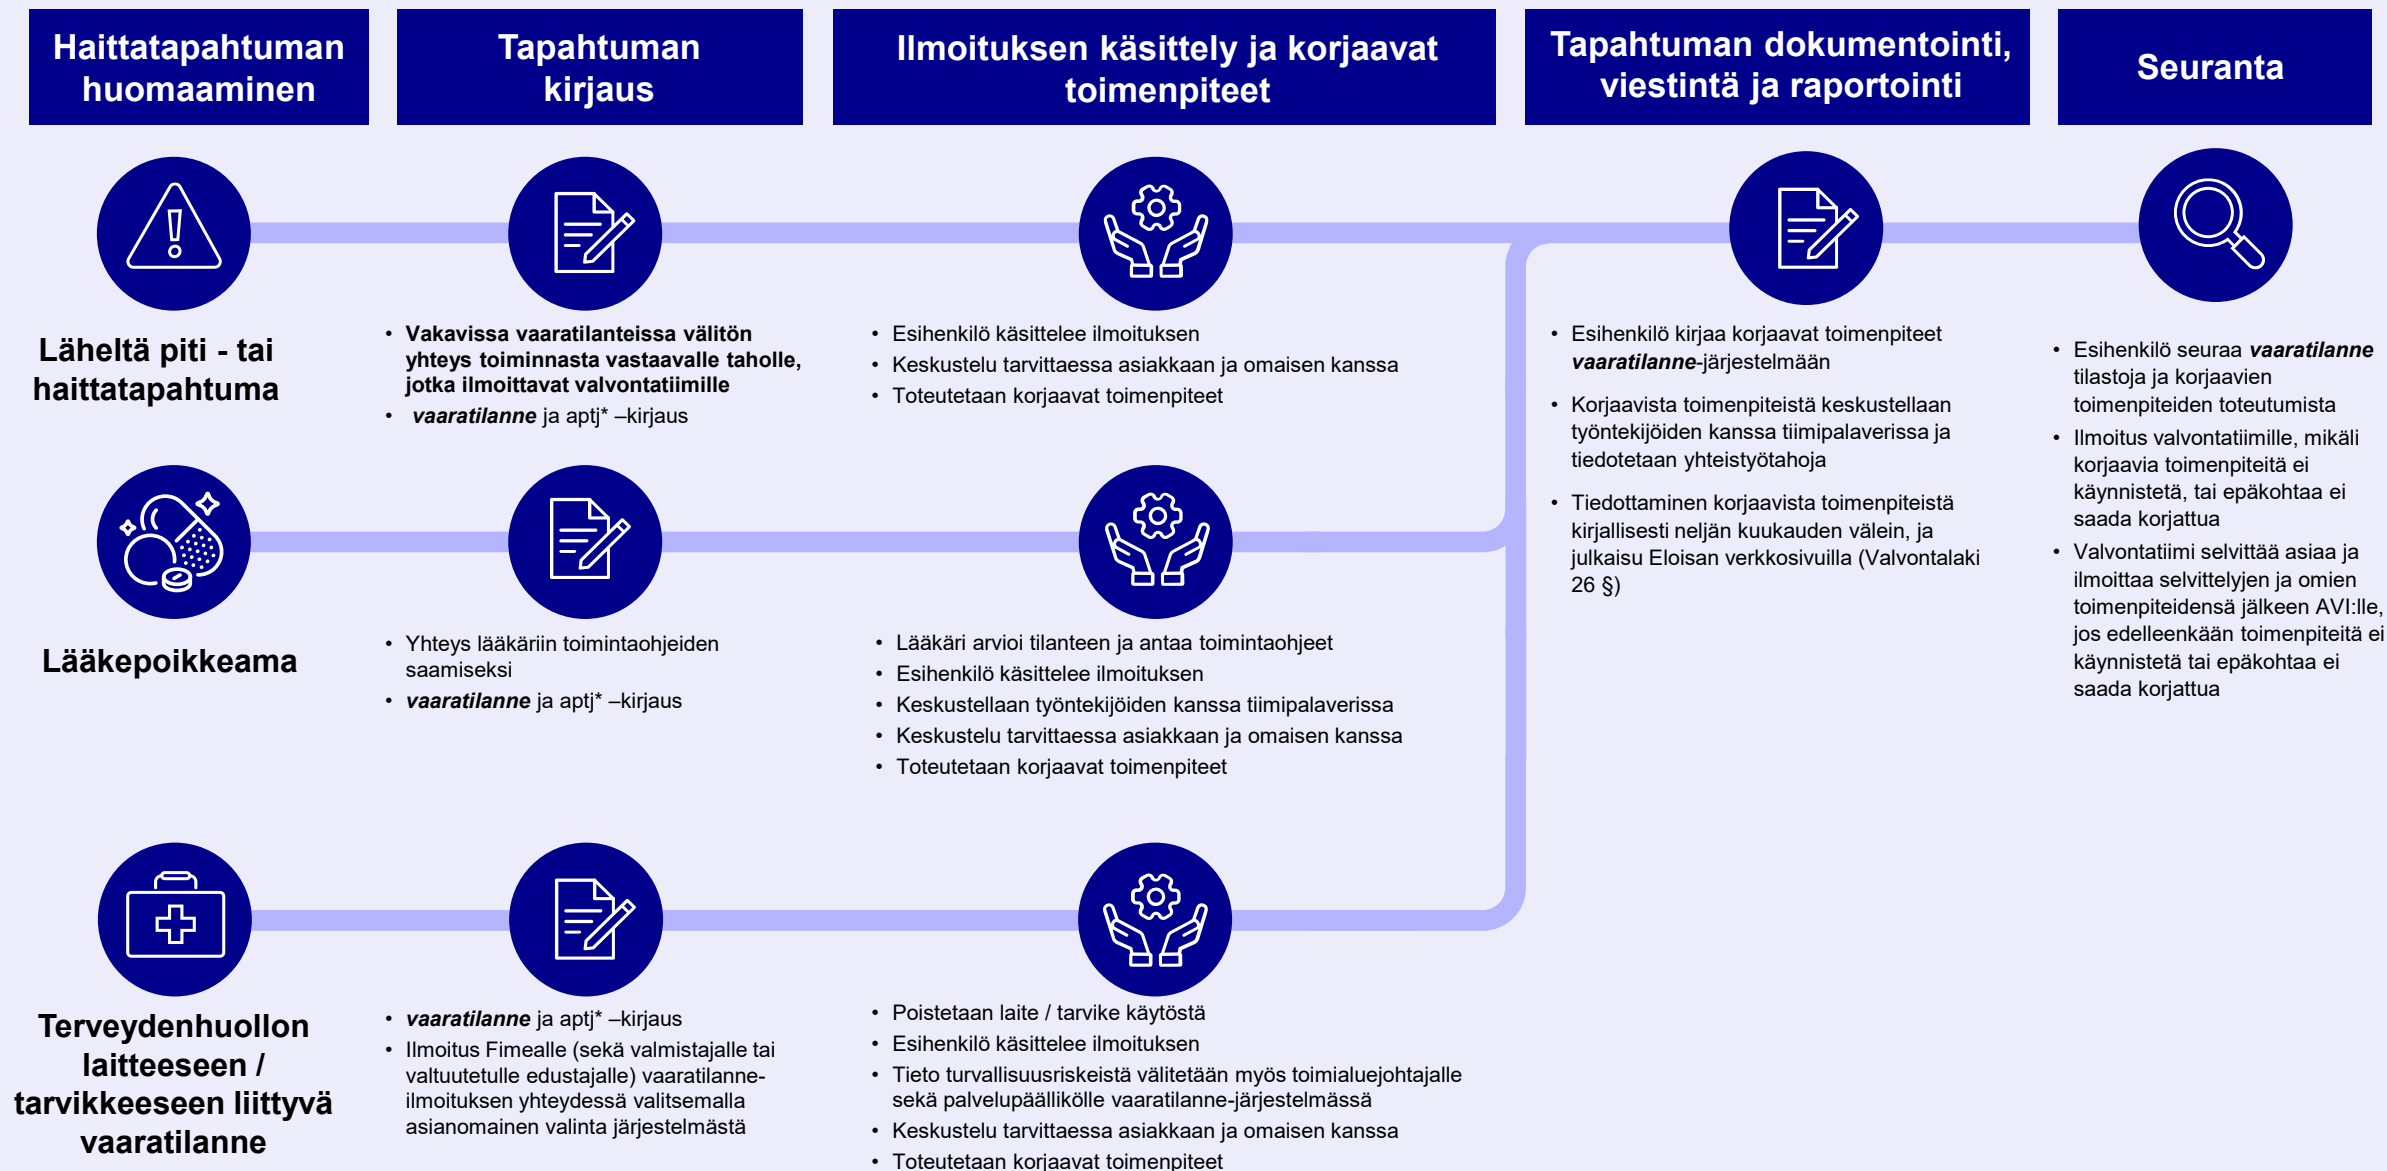 Haittatapahtuman
huomaaminen
Tapahtuman
kirjaus
Ilmoituksen käsittely ja korjaavat
toimenpiteet
Tapahtuman dokumentointi,
viestintä ja raportointi
Seuranta
Läheltä piti - tai
haittatapahtuma
• Vakavissa vaaratilanteissa välitön
yhteys toiminnasta vastaavalle taholle,
jotka ilmoittavat valvontatiimille
• vaaratilanne ja aptj* –kirjaus
• Esihenkilö käsittelee ilmoituksen
• Keskustelu tarvittaessa asiakkaan ja omaisen kanssa
• Toteutetaan korjaavat toimenpiteet
• Esihenkilö kirjaa korjaavat toimenpiteet
vaaratilanne-järjestelmään
• Korjaavista toimenpiteistä keskustellaan
työntekijöiden kanssa tiimipalaverissa ja
tiedotetaan yhteistyötahoja
• Tiedottaminen korjaavista toimenpiteistä
kirjallisesti neljän kuukauden välein, ja
julkaisu Eloisan verkkosivuilla (Valvontalaki
26 §)
• Esihenkilö seuraa vaaratilanne
tilastoja ja korjaavien
toimenpiteiden toteutumista
• Ilmoitus valvontatiimille, mikäli
korjaavia toimenpiteitä ei
käynnistetä, tai epäkohtaa ei
saada korjattua
• Valvontatiimi selvittää asiaa ja
ilmoittaa selvittelyjen ja omien
toimenpiteidensä jälkeen AVI:lle,
jos edelleenkään toimenpiteitä ei
käynnistetä tai epäkohtaa ei
saada korjattua
Lääkepoikkeama
• Yhteys lääkäriin toimintaohjeiden
saamiseksi
• vaaratilanne ja aptj* –kirjaus
• Lääkäri arvioi tilanteen ja antaa toimintaohjeet
• Esihenkilö käsittelee ilmoituksen
• Keskustellaan työntekijöiden kanssa tiimipalaverissa
• Keskustelu tarvittaessa asiakkaan ja omaisen kanssa
• Toteutetaan korjaavat toimenpiteet
Terveydenhuollon
laitteeseen /
tarvikkeeseen liittyvä
vaaratilanne
• vaaratilanne ja aptj* –kirjaus
• Ilmoitus Fimealle (sekä valmistajalle tai
valtuutetulle edustajalle) vaaratilanne-
ilmoituksen yhteydessä valitsemalla
asianomainen valinta järjestelmästä
• Poistetaan laite / tarvike käytöstä
• Esihenkilö käsittelee ilmoituksen
• Tieto turvallisuusriskeistä välitetään myös toimialuejohtajalle
sekä palvelupäällikölle vaaratilanne-järjestelmässä
• Keskustelu tarvittaessa asiakkaan ja omaisen kanssa
• Toteutetaan korjaavat toimenpiteet